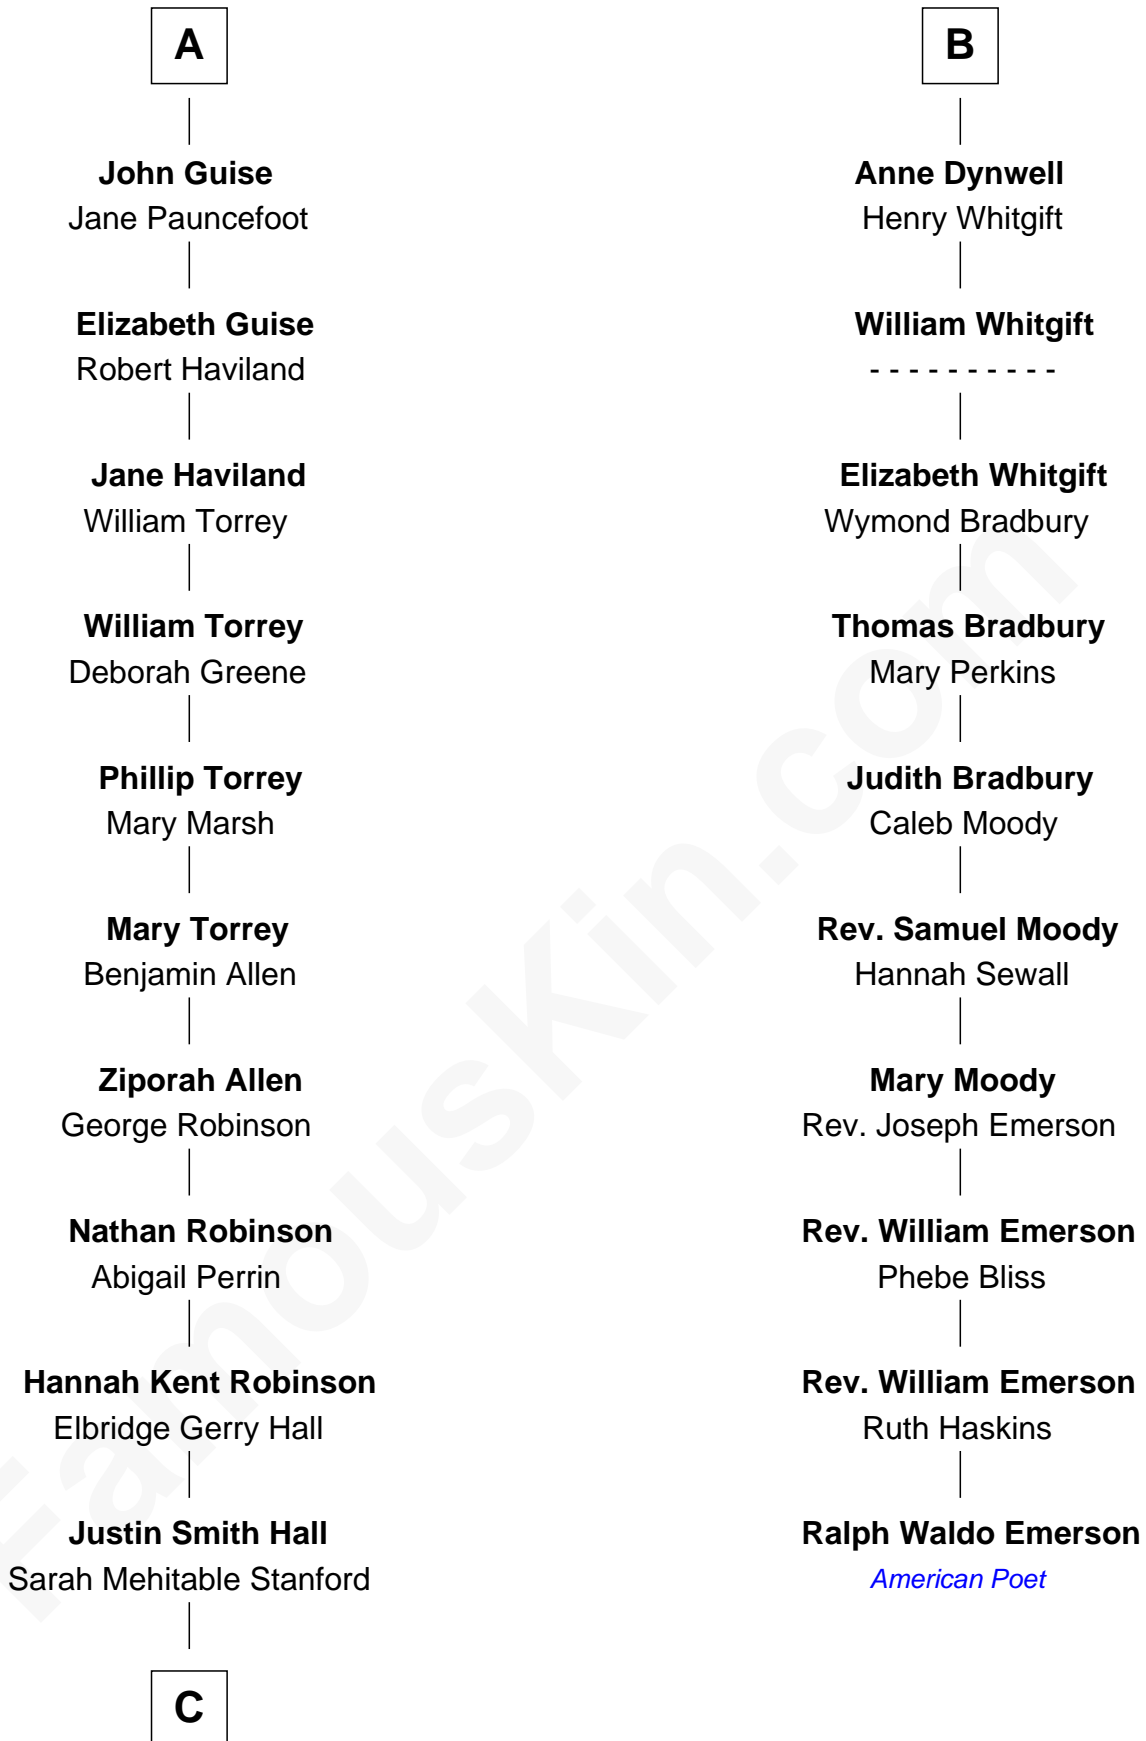 A
John Guise
Jane Pauncefoot
Elizabeth Guise
Robert Haviland
Jane Haviland
William Torrey
William Torrey
Deborah Greene
Phillip Torrey
Mary Marsh
Mary Torrey
Benjamin Allen
Ziporah Allen
George Robinson
Nathan Robinson
Abigail Perrin
Hannah Kent Robinson
Elbridge Gerry Hall
Justin Smith Hall
Sarah Mehitable Stanford
C
B
Anne Dynwell
Henry Whitgift
William Whitgift
- - - - - - - - - -
Elizabeth Whitgift
Wymond Bradbury
Thomas Bradbury
Mary Perkins
Judith Bradbury
Caleb Moody
Rev. Samuel Moody
Hannah Sewall
Mary Moody
Rev. Joseph Emerson
Rev. William Emerson
Phebe Bliss
Rev. William Emerson
Ruth Haskins
Ralph Waldo Emerson
American Poet
FamousKin.com